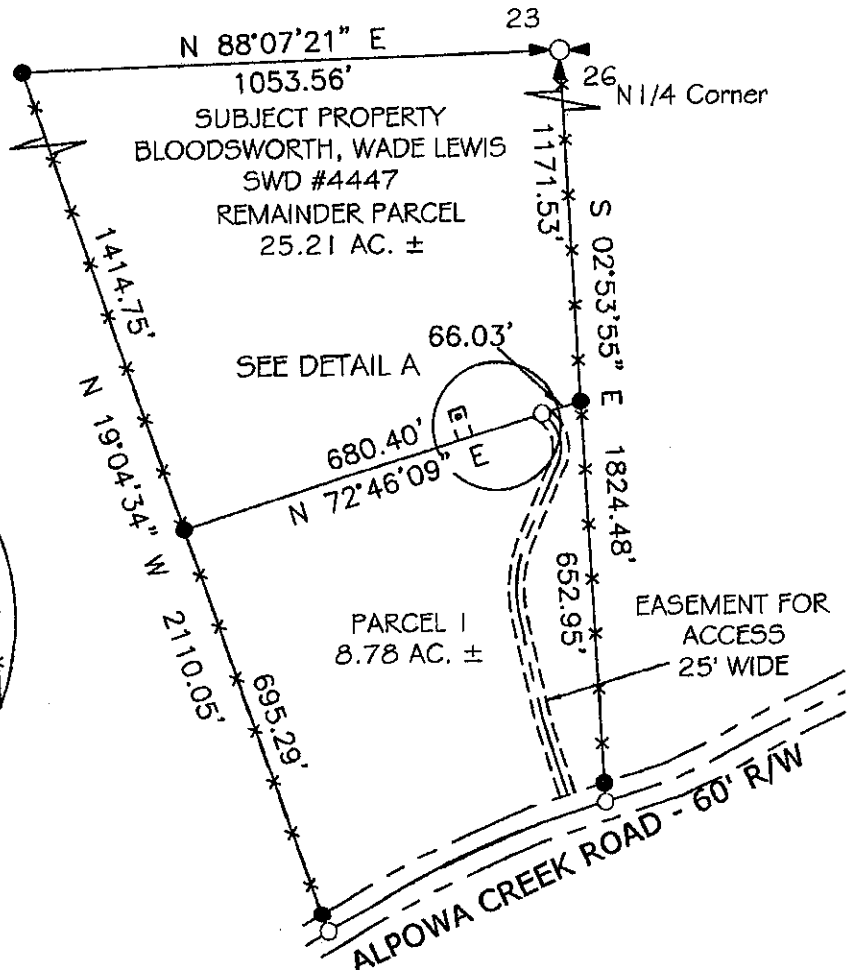 23
N 88°07'21" E
1053.56'
26
N1/4 Corner
SUBJECT PROPERTY
BLOODSWORTH, WADE LEWIS
SWD #4447
REMAINDER PARCEL
25.21 AC. ±
1171.53'
S 02°53'55" E 1824.48'
1414.75'
N 19°04'34" W 2110.05'
SEE DETAIL A
66.03'
680.40'
N 72°46'09" E
652.95'
PARCEL 1
8.78 AC. ±
EASEMENT FOR
ACCESS
25' WIDE
695.29'
ALPOWA CREEK ROAD - 60' R/W